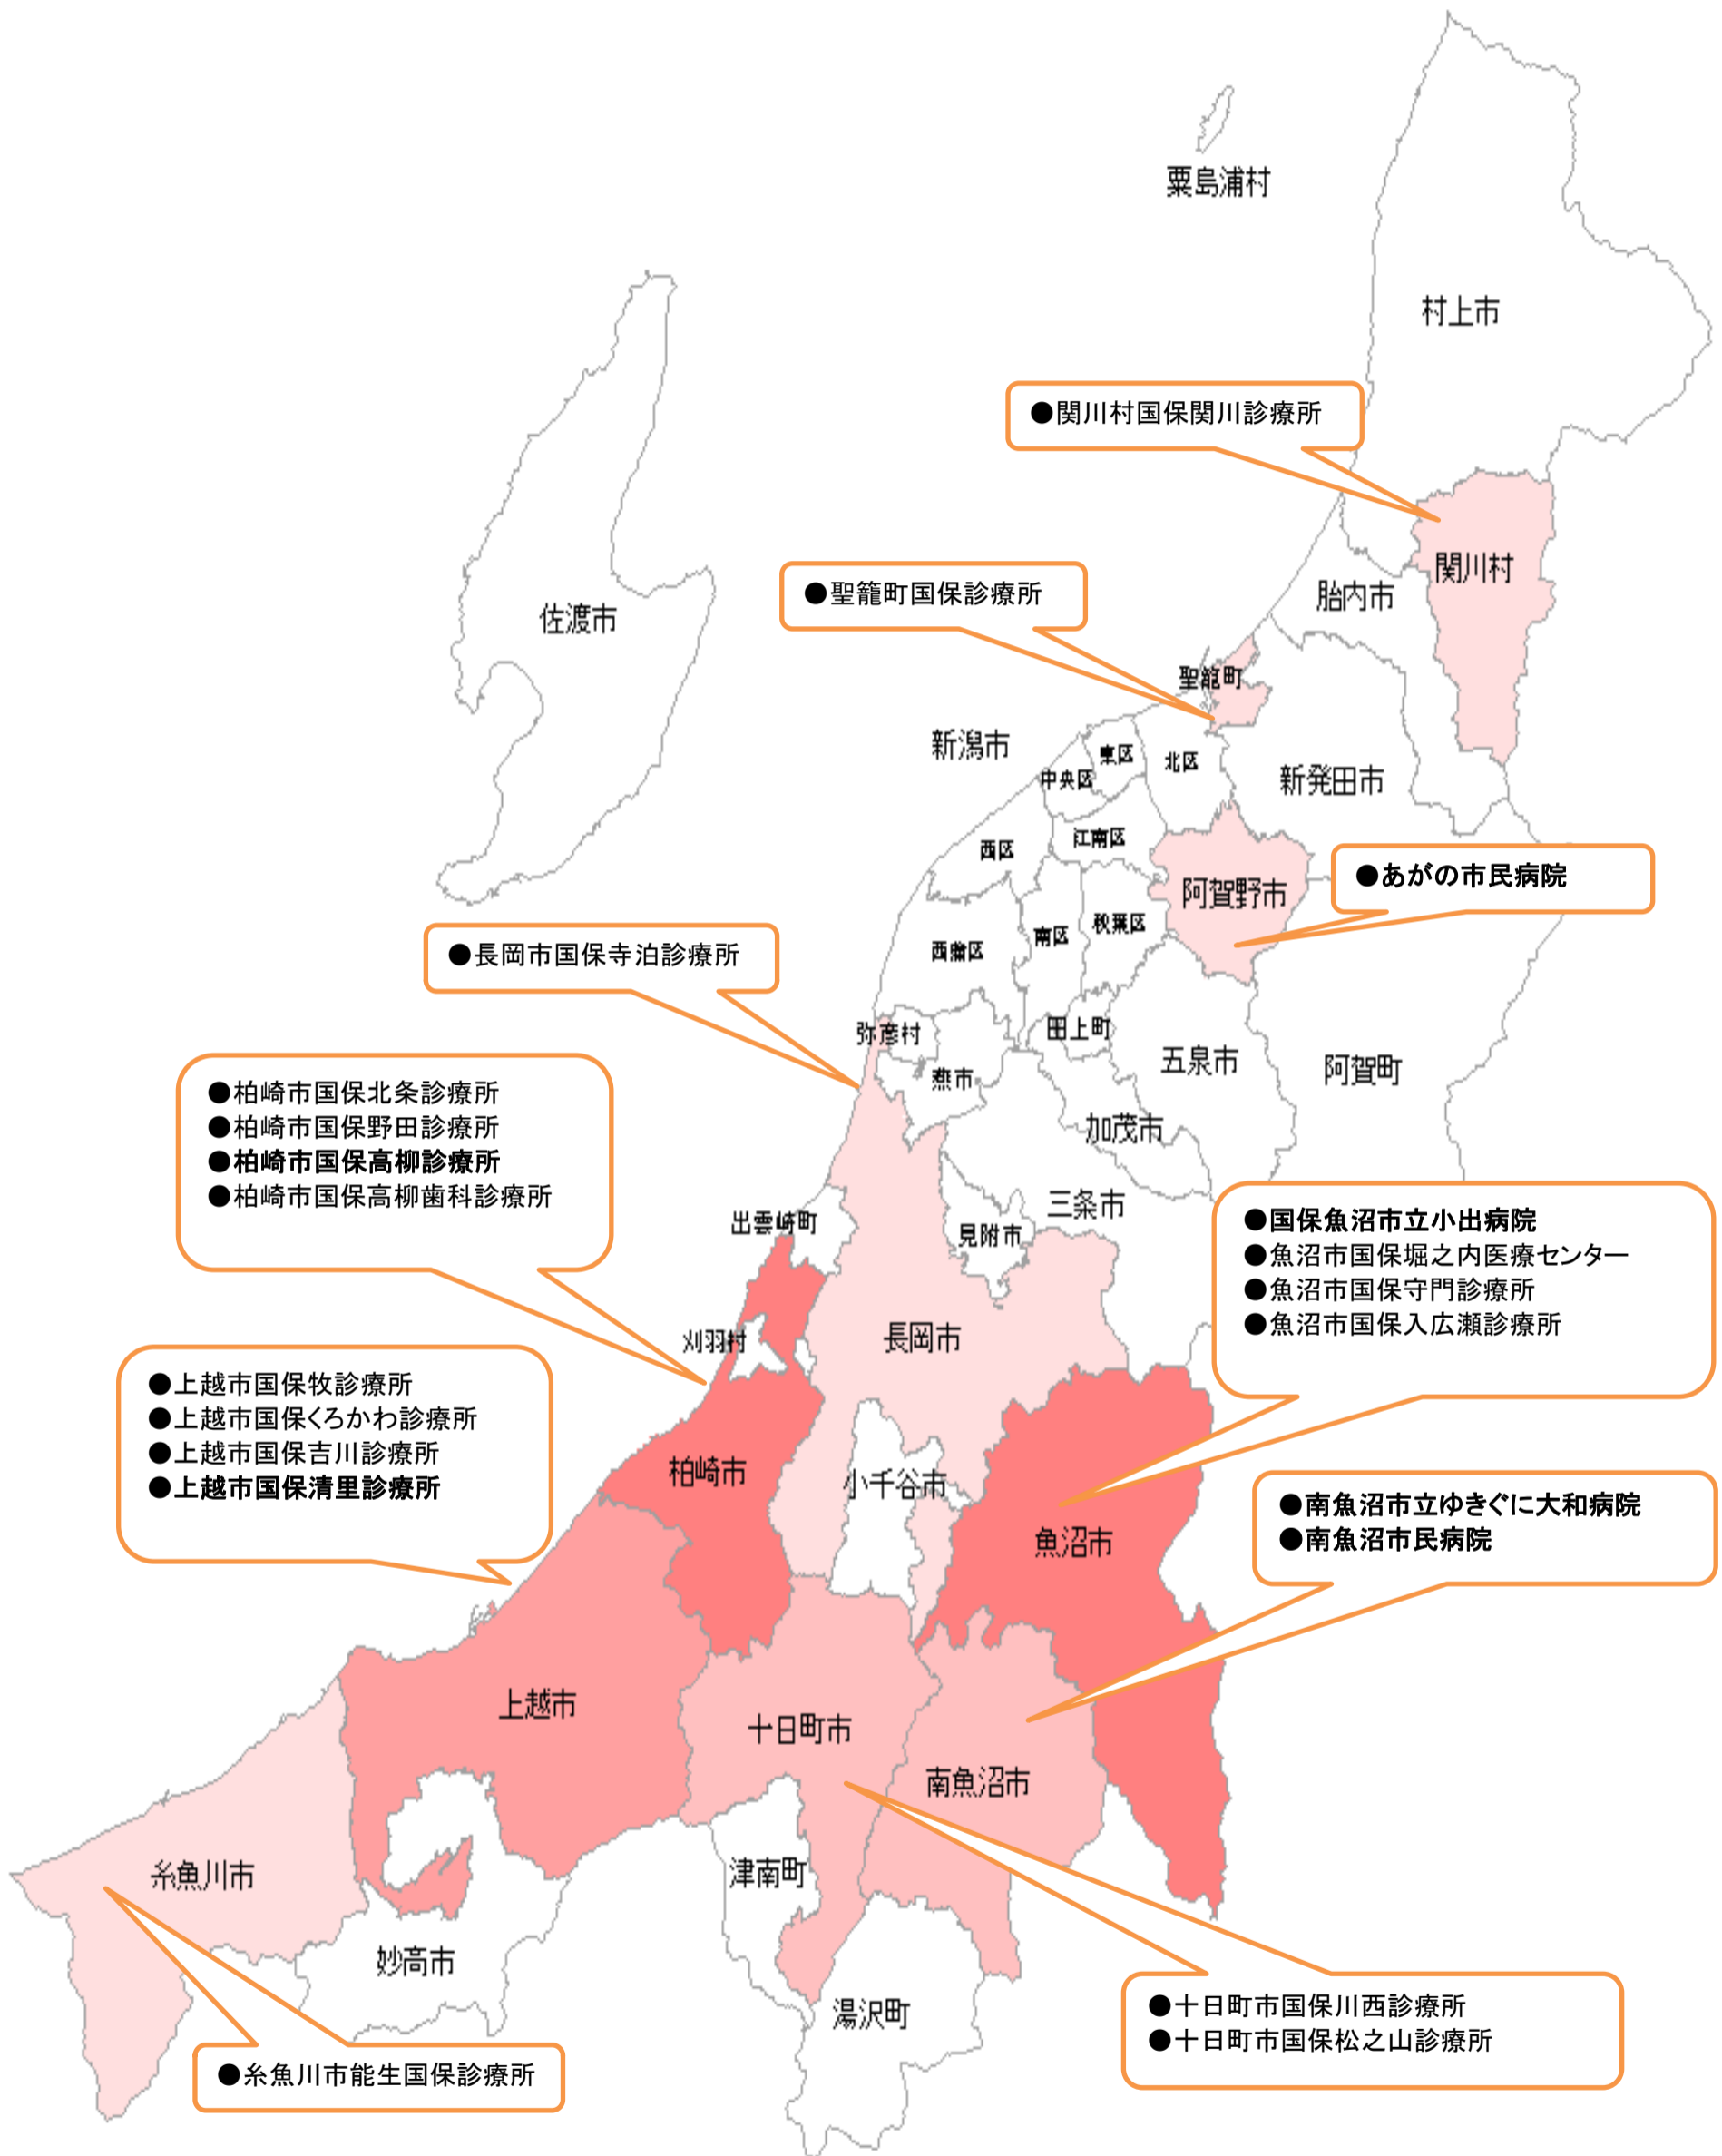 粟島浦村
村上市
●関川村国保関川診療所
関川村
胎内市
●聖籠町国保診療所
佐渡市
聖籠町
新潟市
東区
北区
中央区
新発田市
江南区
西区
●あがの市民病院
阿賀野市
秋葉区
南区
西蒲区
●長岡市国保寺泊診療所
弥彦村
田上町
五泉市
阿賀町
燕市
加茂市
●柏崎市国保北条診療所
●柏崎市国保野田診療所
●柏崎市国保高柳診療所
●柏崎市国保高柳歯科診療所
三条市
出雲崎町
見附市
●国保魚沼市立小出病院
●魚沼市国保堀之内医療センター
●魚沼市国保守門診療所
●魚沼市国保入広瀬診療所
刈羽村
長岡市
●上越市国保牧診療所
●上越市国保くろかわ診療所
●上越市国保吉川診療所
●上越市国保清里診療所
柏崎市
小千谷市
●南魚沼市立ゆきぐに大和病院
●南魚沼市民病院
魚沼市
上越市
十日町市
南魚沼市
糸魚川市
津南町
妙高市
湯沢町
●十日町市国保川西診療所
●十日町市国保松之山診療所
●糸魚川市能生国保診療所